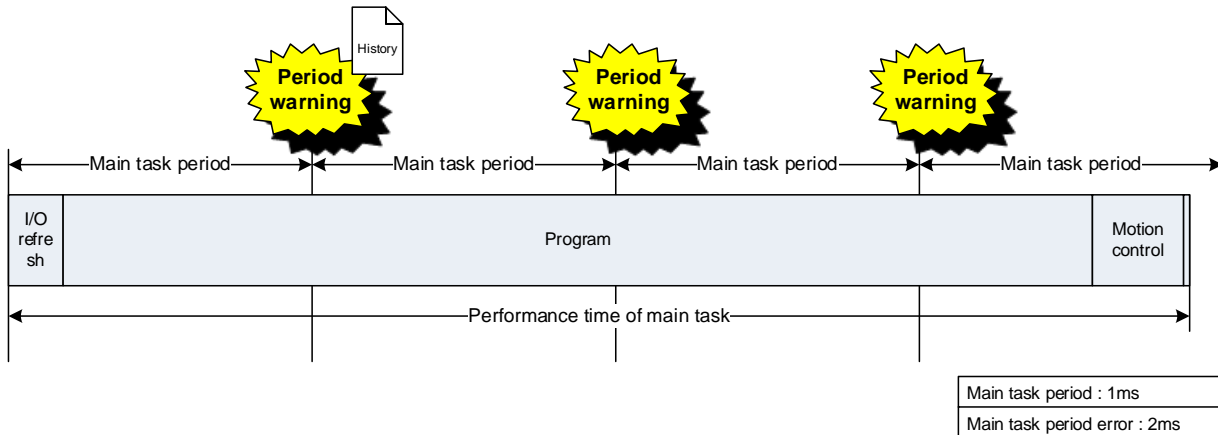 History
Period
warning
Period
warning
Period
warning
Main task period
Main task period
Main task period
Main task period
I/O
refre
sh
Program
Motion
control
Performance time of main task
Main task period : 1ms
Main task period error : 2ms